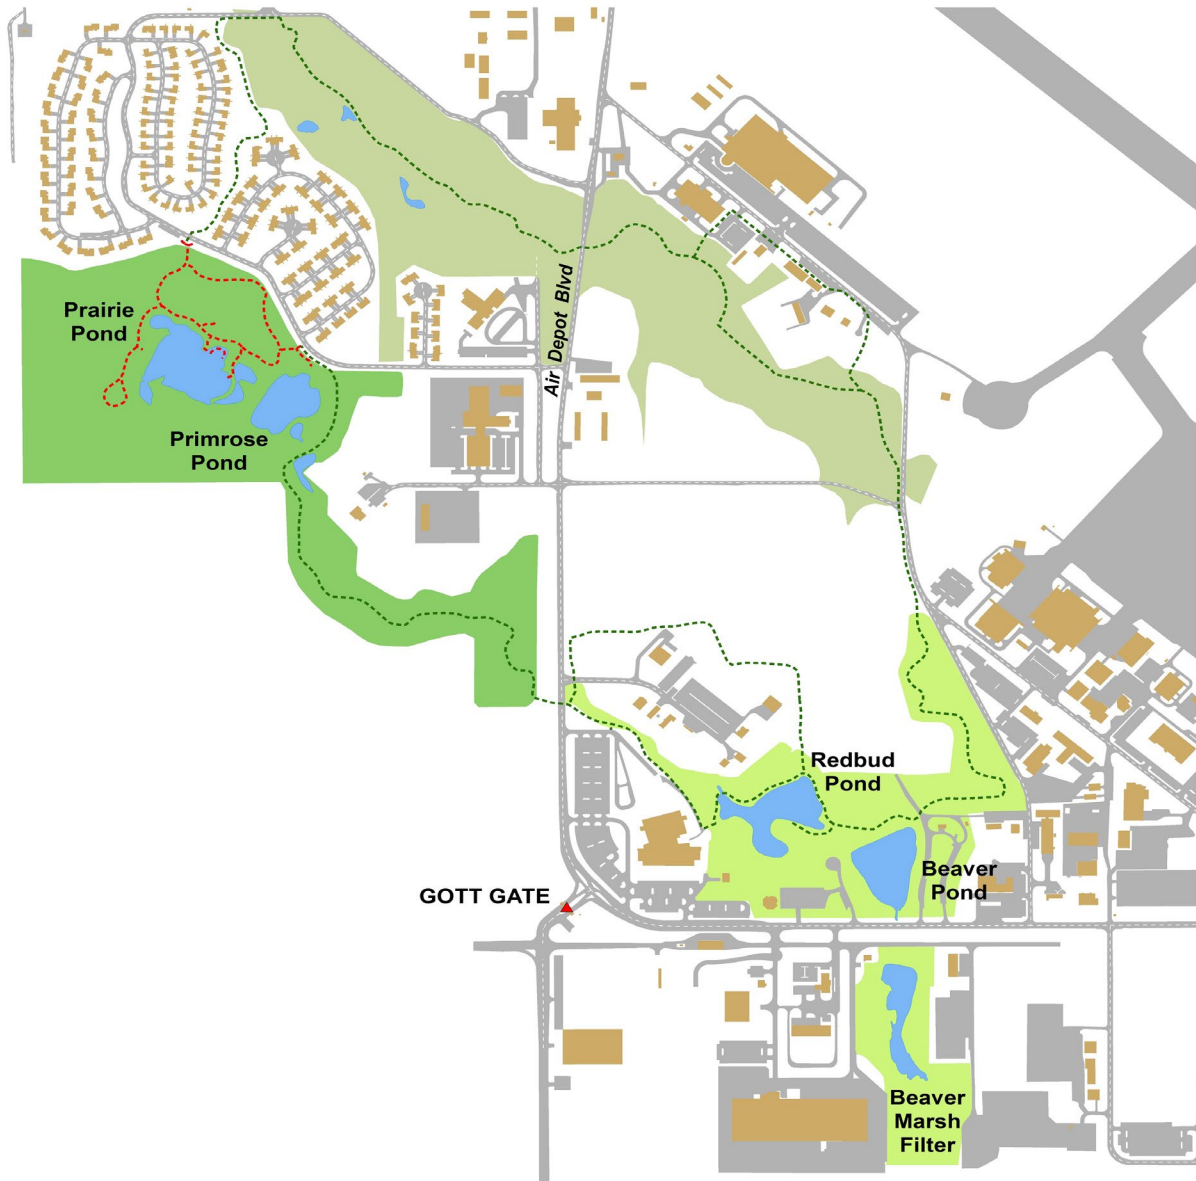 Air Depot Blvd
Prairie
Pond
Primrose
Pond
Redbud
Pond
Beaver
Pond
GOTT GATE
Beaver
Marsh
Filter